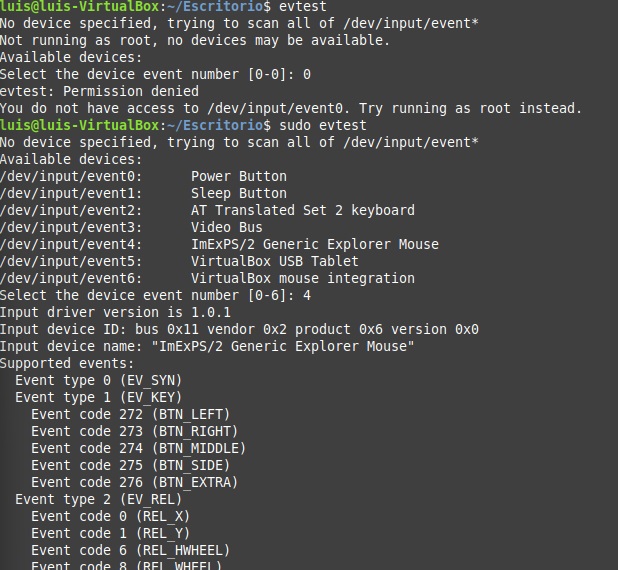 luis@luis-VirtualBox:~/Escritorio$ evtest
No device specified, trying to scan all of /dev/input/event*
Not running as root, no devices may be available.
Available devices:
Select the device event number [0-0]: 0
evtest: Permission denied
You do not have access to /dev/input/event0. Try running as root instead.
luis@luis-VirtualBox:~/Escritorio$ sudo evtest
No device specified, trying to scan all of /dev/input/event*
Available devices:
/dev/input/event0:      Power Button
/dev/input/event1:      Sleep Button
/dev/input/event2:      AT Translated Set 2 keyboard
/dev/input/event3:      Video Bus
/dev/input/event4:      ImExPS/2 Generic Explorer Mouse
/dev/input/event5:      VirtualBox USB Tablet
/dev/input/event6:      VirtualBox mouse integration
Select the device event number [0-6]: 4
Input driver version is 1.0.1
Input device ID: bus 0x11 vendor 0x2 product 0x6 version 0x0
Input device name: "ImExPS/2 Generic Explorer Mouse"
Supported events:
  Event type 0 (EV_SYN)
  Event type 1 (EV_KEY)
    Event code 272 (BTN_LEFT)
    Event code 273 (BTN_RIGHT)
    Event code 274 (BTN_MIDDLE)
    Event code 275 (BTN_SIDE)
    Event code 276 (BTN_EXTRA)
  Event type 2 (EV_REL)
    Event code 0 (REL_X)
    Event code 1 (REL_Y)
    Event code 6 (REL_HWHEEL)
    Event code 8 (REL_WHEEL)